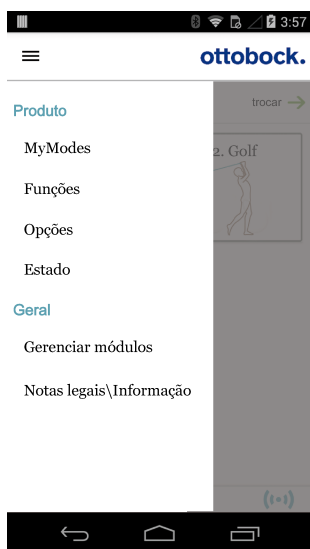 3:57
ottobock.
Produto
trocar
MyModes
2. Golf
Funções
Opções
Estado
Geral
Gerenciar módulos
Notas legais\Informação